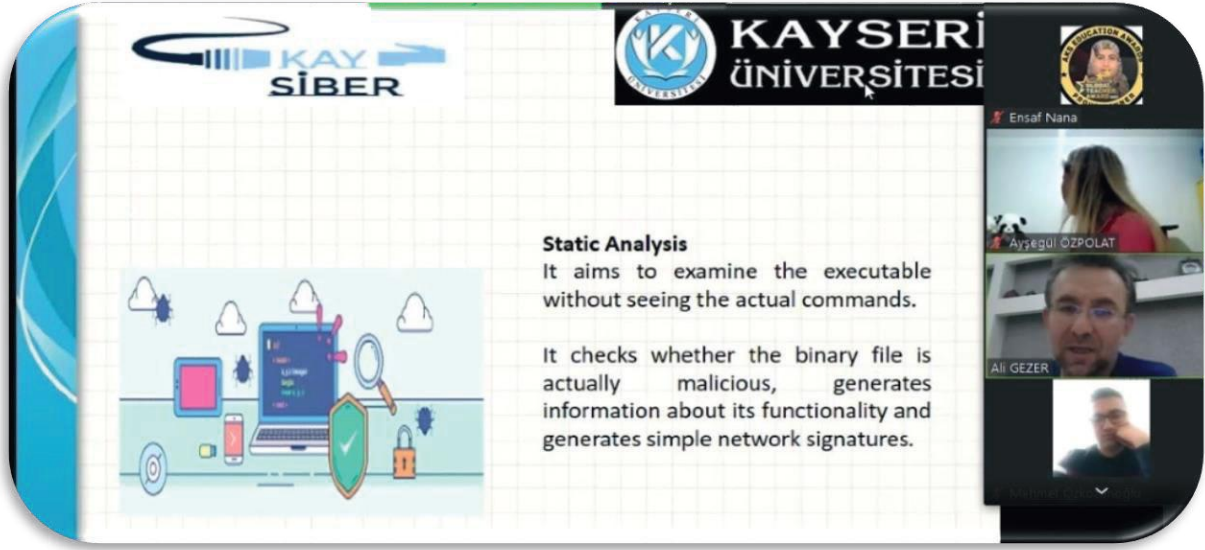 KAY
SİBER
KAYSERİ
ÜNİVERSİTESİ
Static Analysis
It aims to examine the executable
without seeing the actual commands.
It checks whether the binary file is
actually malicious, generates
information about its functionality and
generates simple network signatures.
Ensaf Nana
Ayşegül ÖZPOLAT
Ali GEZER
Mehmet